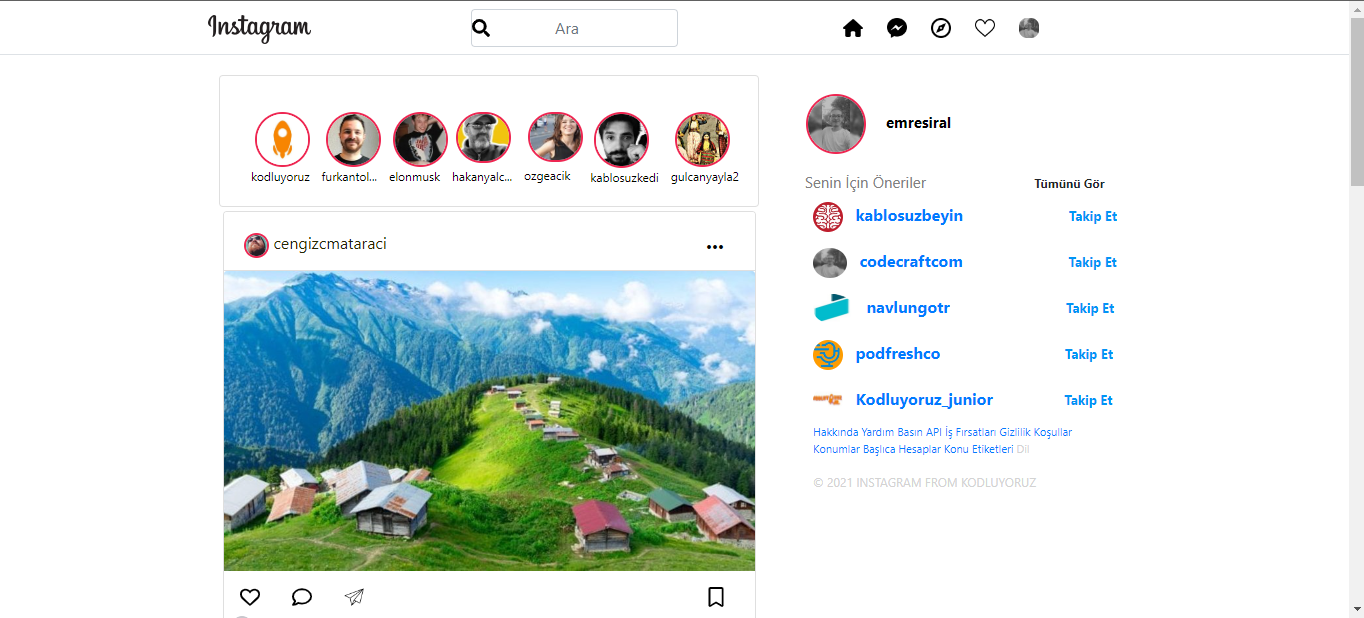 Instagram
Ara
kodluyoruz
furkantol...
elonmusk
hakanyalc...
ozgeacik
kablosuzkedi
gulcanyayla2
cengizcmataraci
emresiral
Senin İçin Öneriler
Tümünü Gör
kablosuzbeyin
Takip Et
codecraftcom
Takip Et
navlungotr
Takip Et
podfreshco
Takip Et
Kodluyoruz_junior
Takip Et
Hakkında Yardım Basın API İş Fırsatları Gizlilik Koşullar
Konumlar Başlıca Hesaplar Konu Etiketleri Dil
© 2021 INSTAGRAM FROM KODLUYORUZ